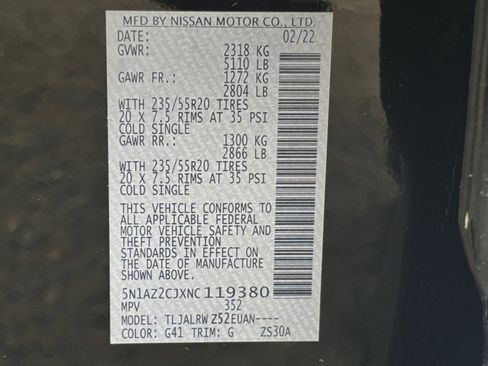 MFD BY NISSAN MOTOR CO., LTD.
DATE: 02/22
GVWR: 2318 KG
5110 LB
GAWR FR.: 1272 KG
2804 LB
WITH 235/55R20 TIRES
20 X 7.5 RIMS AT 35 PSI
COLD SINGLE
GAWR RR.: 1300 KG
2866 LB
WITH 235/55R20 TIRES
20 X 7.5 RIMS AT 35 PSI
COLD SINGLE
THIS VEHICLE CONFORMS TO
ALL APPLICABLE FEDERAL
MOTOR VEHICLE SAFETY AND
THEFT PREVENTION
STANDARDS IN EFFECT ON
THE DATE OF MANUFACTURE
SHOWN ABOVE.
5N1AZ2CJXNC119380
MPV 352
MODEL: TLJALRWZ52EUAN----
COLOR: G41 TRIM: G ZS30A